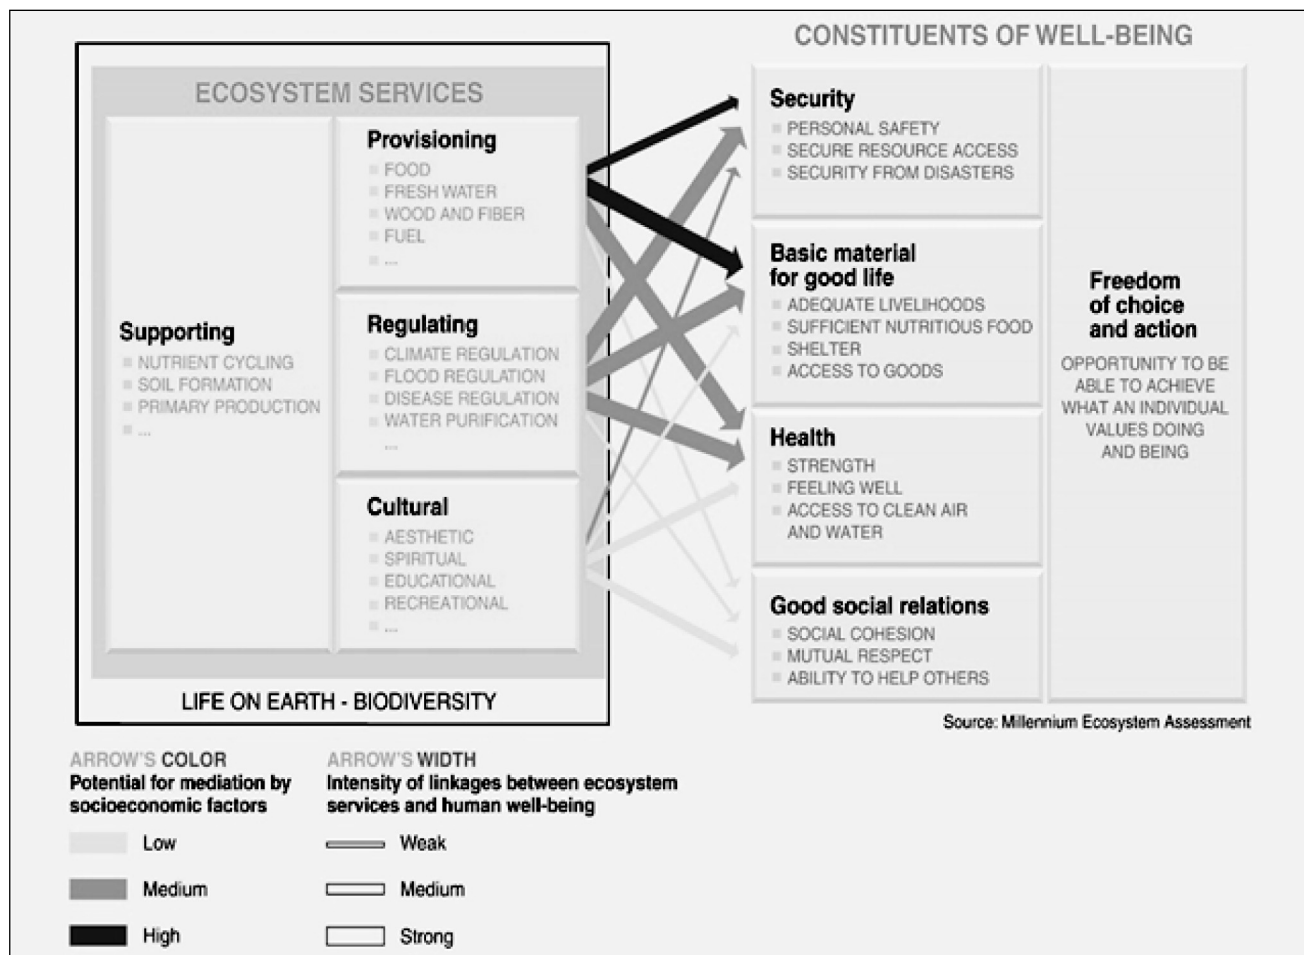 CONSTITUENTS OF WELL-BEING
ECOSYSTEM SERVICES
Supporting
NUTRIENT CYCLING
SOIL FORMATION
PRIMARY PRODUCTION
...
Provisioning
FOOD
FRESH WATER
WOOD AND FIBER
FUEL
...
Regulating
CLIMATE REGULATION
FLOOD REGULATION
DISEASE REGULATION
WATER PURIFICATION
...
Cultural
AESTHETIC
SPIRITUAL
EDUCATIONAL
RECREATIONAL
...
LIFE ON EARTH - BIODIVERSITY
Security
PERSONAL SAFETY
SECURE RESOURCE ACCESS
SECURITY FROM DISASTERS
Basic material
for good life
ADEQUATE LIVELIHOODS
SUFFICIENT NUTRITIOUS FOOD
SHELTER
ACCESS TO GOODS
Health
STRENGTH
FEELING WELL
ACCESS TO CLEAN AIR
AND WATER
Good social relations
SOCIAL COHESION
MUTUAL RESPECT
ABILITY TO HELP OTHERS
Freedom
of choice
and action
OPPORTUNITY TO BE
ABLE TO ACHIEVE
WHAT AN INDIVIDUAL
VALUES DOING
AND BEING
Source: Millennium Ecosystem Assessment
ARROW'S COLOR
Potential for mediation by
socioeconomic factors
Low
Medium
High
ARROW'S WIDTH
Intensity of linkages between ecosystem
services and human well-being
Weak
Medium
Strong